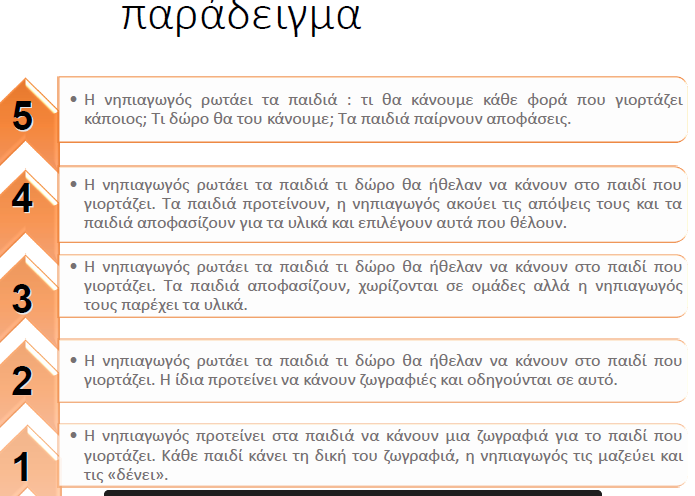 παράδειγμα
5
• Η νηπιαγωγός ρωτάει τα παιδιά : τι θα κάνουμε κάθε φορά που γιορτάζει
κάποιος; Τι δώρο θα του κάνουμε; Τα παιδιά παίρνουν αποφάσεις.
4
• Η νηπιαγωγός ρωτάει τα παιδιά τι δώρο θα ήθελαν να κάνουν στο παιδί που
γιορτάζει. Τα παιδιά προτείνουν, η νηπιαγωγός ακούει τις απόψεις τους και τα
παιδιά αποφασίζουν για τα υλικά και επιλέγουν αυτά που θέλουν.
3
• Η νηπιαγωγός ρωτάει τα παιδιά τι δώρο θα ήθελαν να κάνουν στο παιδί που
γιορτάζει. Τα παιδιά αποφασίζουν, χωρίζονται σε ομάδες αλλά η νηπιαγωγός
τους παρέχει τα υλικά.
2
• Η νηπιαγωγός ρωτάει τα παιδιά τι δώρο θα ήθελαν να κάνουν στο παιδί που
γιορτάζει. Η ίδια προτείνει να κάνουν ζωγραφιές και οδηγούνται σε αυτό.
1
• Η νηπιαγωγός προτείνει στα παιδιά να κάνουν μια ζωγραφιά για το παιδί που
γιορτάζει. Κάθε παιδί κάνει τη δική του ζωγραφιά, η νηπιαγωγός τις μαζεύει και
τις «δένει».